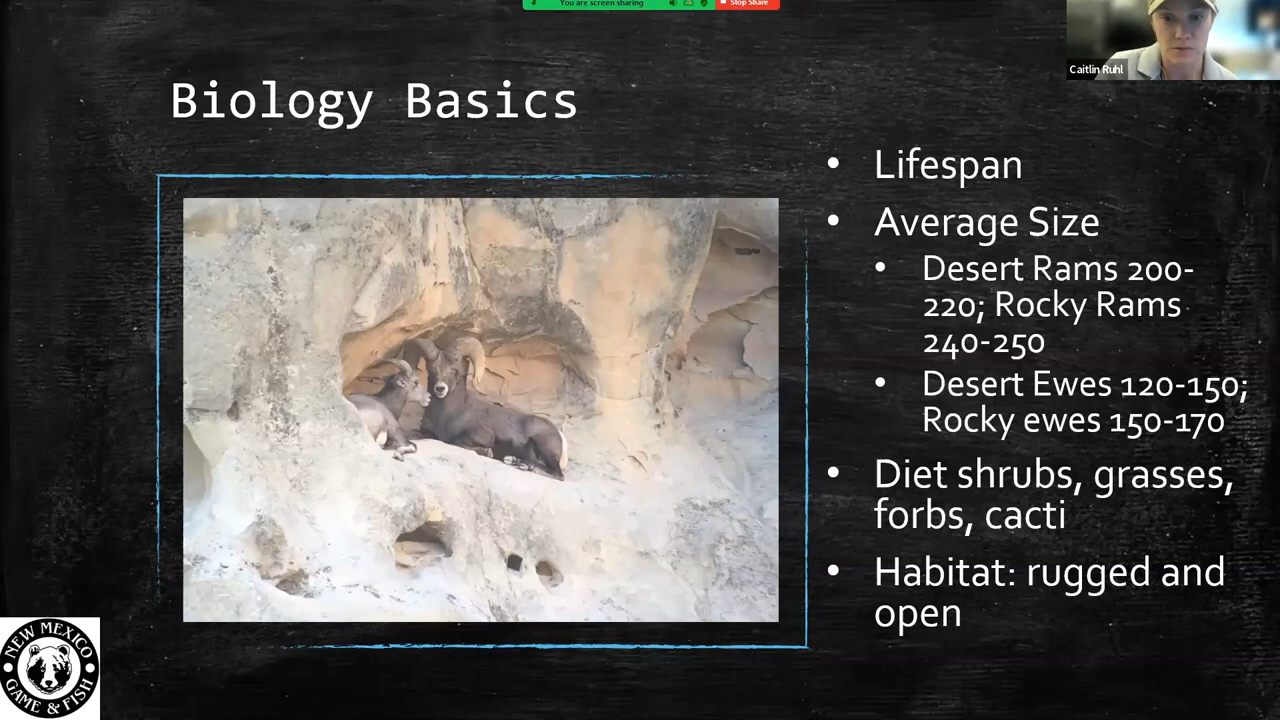 You are screen sharing
Stop Share
Caitlin Ruhl
Biology Basics
• Lifespan
• Average Size
• Desert Rams 200-
220; Rocky Rams
240-250
• Desert Ewes 120-150;
Rocky ewes 150-170
• Diet shrubs, grasses,
forbs, cacti
• Habitat: rugged and
open
NEW MEXICO
GAME & FISH